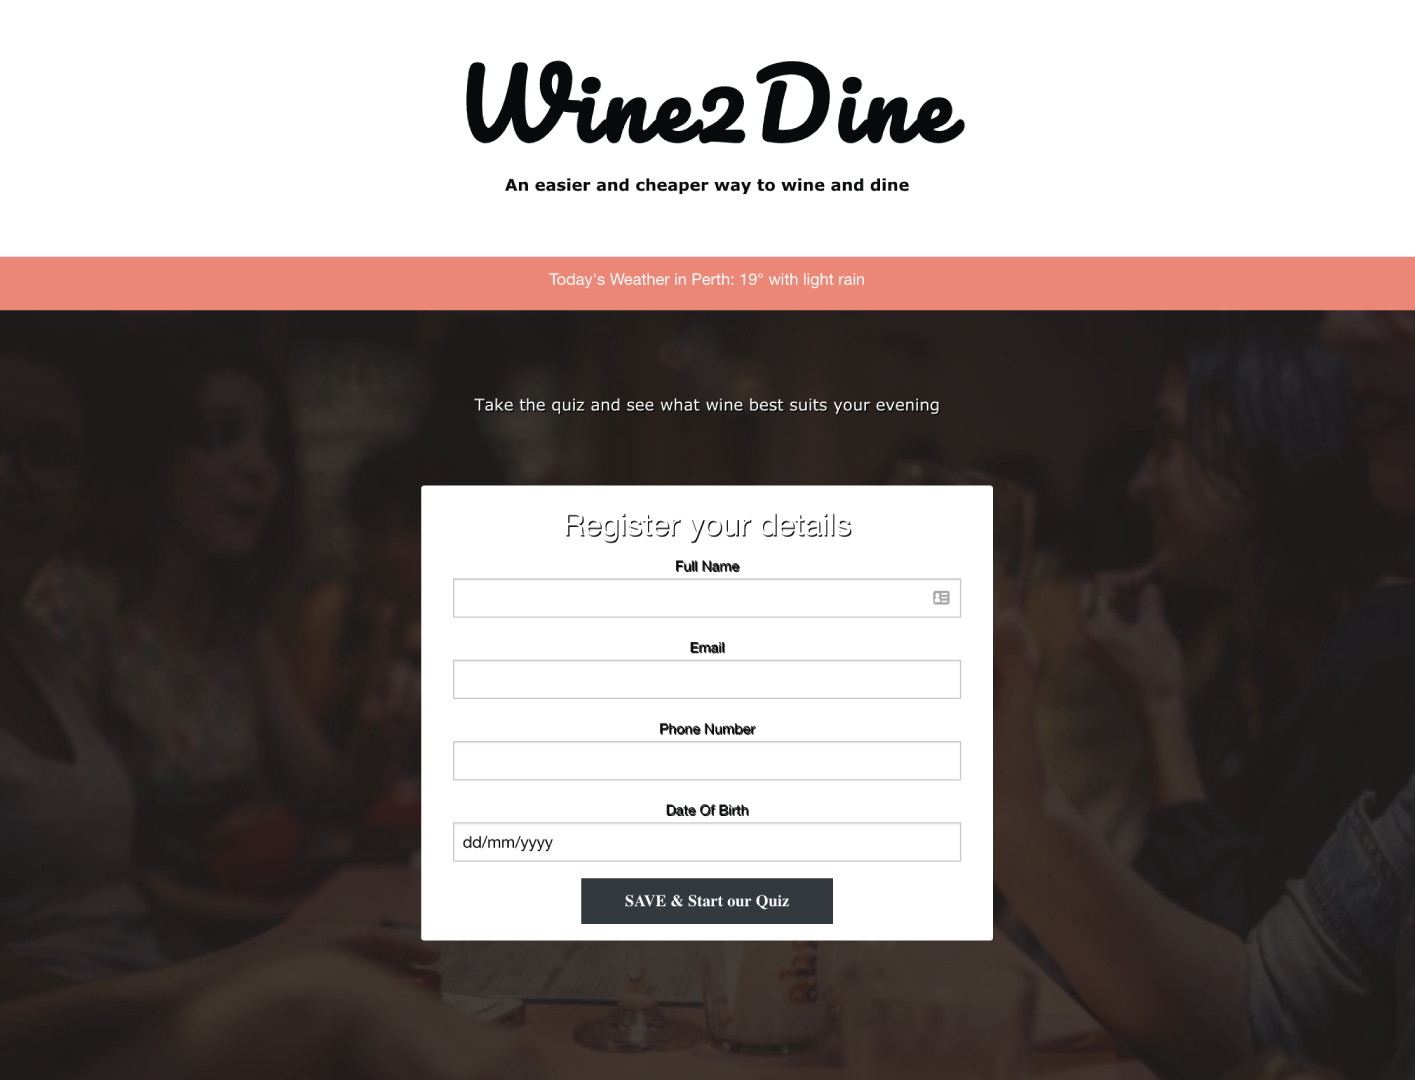 Wine2Dine
An easier and cheaper way to wine and dine
Today's Weather in Perth: 19° with light rain
Take the quiz and see what wine best suits your evening
Register your details
Full Name
Email
Phone Number
Date Of Birth
dd/mm/yyyy
SAVE & Start our Quiz